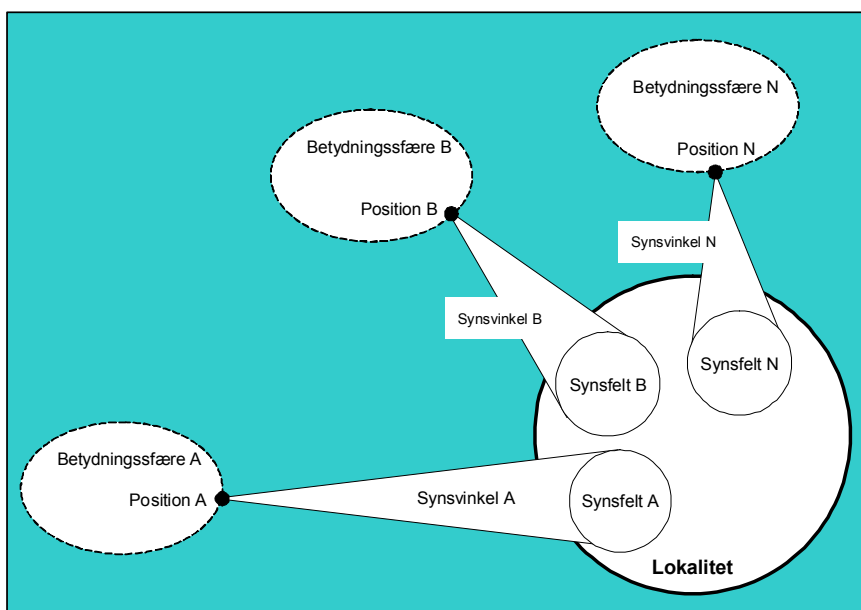 Betydningssfære N
Position N
Betydningssfære B
Position B
Synsvinkel N
Synsvinkel B
Synsfelt N
Synsfelt B
Betydningssfære A
Position A
Synsvinkel A
Synsfelt A
Lokalitet